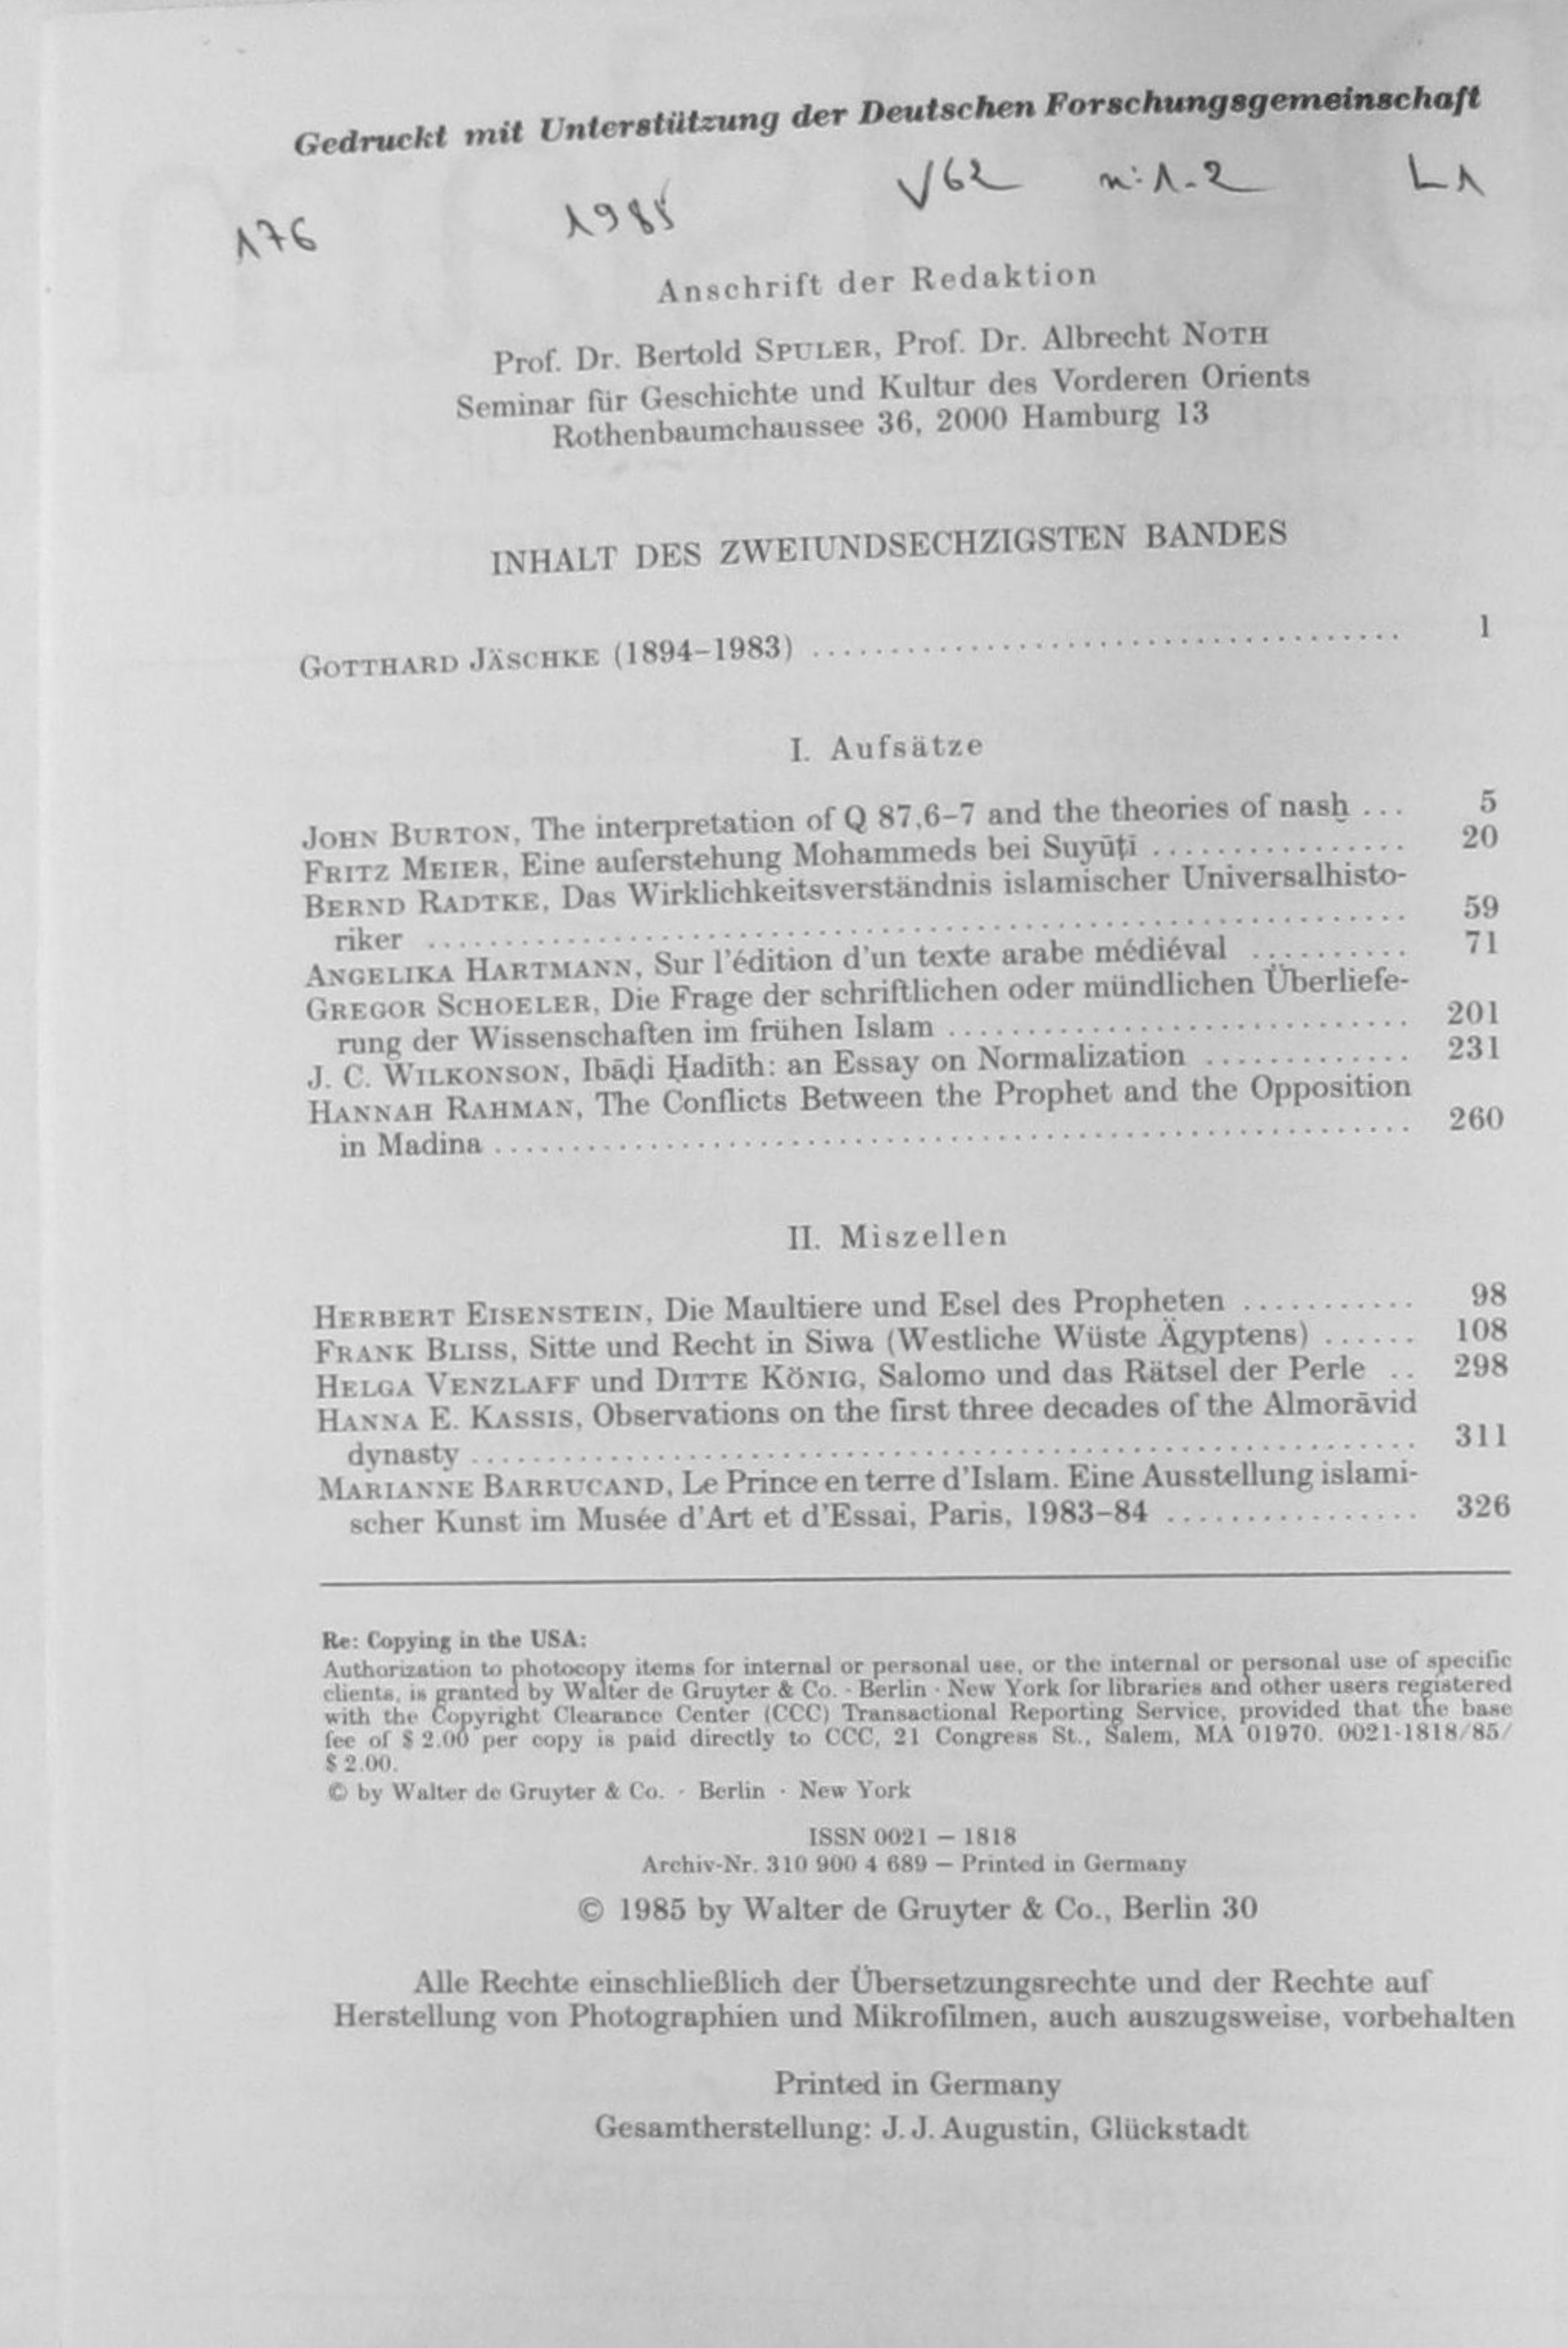 Gedruckt mit Unterstützung der Deutschen Forschungsgemeinschaft
176 1985 V62 n: 1-2 L1
Anschrift der Redaktion
Prof. Dr. Bertold SPULER, Prof. Dr. Albrecht NOTH
Seminar für Geschichte und Kultur des Vorderen Orients
Rothenbaumchaussee 36, 2000 Hamburg 13
INHALT DES ZWEIUNDSECHZIGSTEN BANDES
GOTTHARD JÄSCHKE (1894–1983) ..................................... 1
I. Aufsätze
JOHN BURTON, The interpretation of Q 87,6–7 and the theories of nasḫ ... 5
FRITZ MEIER, Eine auferstehung Mohammeds bei Suyūṭi ................ 20
BERND RADTKE, Das Wirklichkeitsverständnis islamischer Universalhisto-
riker .............................................................. 59
ANGELIKA HARTMANN, Sur l'édition d'un texte arabe médiéval .......... 71
GREGOR SCHOELER, Die Frage der schriftlichen oder mündlichen Überliefe-
rung der Wissenschaften im frühen Islam ............................. 201
J. C. WILKONSON, Ibāḍi Ḥadīth: an Essay on Normalization ............. 231
HANNAH RAHMAN, The Conflicts Between the Prophet and the Opposition
in Madina .......................................................... 260
II. Miszellen
HERBERT EISENSTEIN, Die Maultiere und Esel des Propheten ........... 98
FRANK BLISS, Sitte und Recht in Siwa (Westliche Wüste Ägyptens) ...... 108
HELGA VENZLAFF und DITTE KÖNIG, Salomo und das Rätsel der Perle .. 298
HANNA E. KASSIS, Observations on the first three decades of the Almorāvid
dynasty ............................................................ 311
MARIANNE BARRUCAND, Le Prince en terre d'Islam. Eine Ausstellung islami-
scher Kunst im Musée d'Art et d'Essai, Paris, 1983–84 ................ 326
Re: Copying in the USA:
Authorization to photocopy items for internal or personal use, or the internal or personal use of specific
clients, is granted by Walter de Gruyter & Co. · Berlin · New York for libraries and other users registered
with the Copyright Clearance Center (CCC) Transactional Reporting Service, provided that the base
fee of $ 2.00 per copy is paid directly to CCC, 21 Congress St., Salem, MA 01970. 0021-1818/85/
$ 2.00.
© by Walter de Gruyter & Co. · Berlin · New York
ISSN 0021 – 1818
Archiv-Nr. 310 900 4 689 – Printed in Germany
© 1985 by Walter de Gruyter & Co., Berlin 30
Alle Rechte einschließlich der Übersetzungsrechte und der Rechte auf
Herstellung von Photographien und Mikrofilmen, auch auszugsweise, vorbehalten
Printed in Germany
Gesamtherstellung: J. J. Augustin, Glückstadt